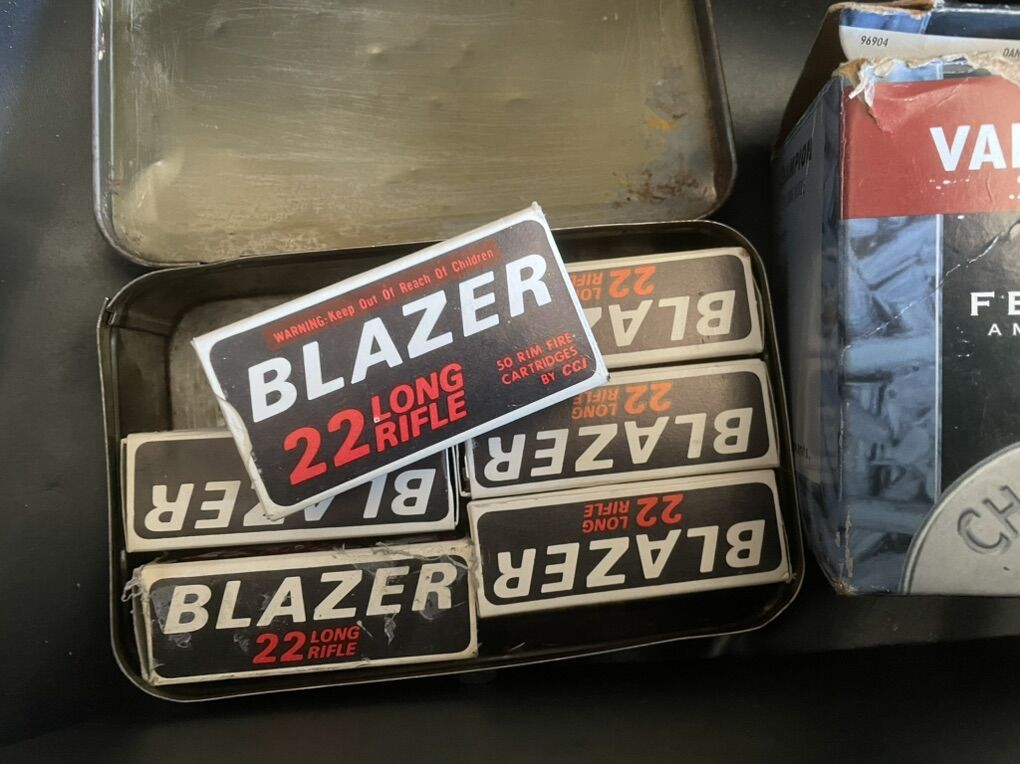 WARNING-Keep Out Of Reach Of Children
BLAZER
22 LONG RIFLE
50 RIM FIRE
CARTRIDGES
BY CCI
22 LONG RIFLE
BLAZER
22 LONG RIFLE
BLAZER
22 LONG RIFLE
BLAZER
BLAZER
BLAZER
22 LONG RIFLE
96904